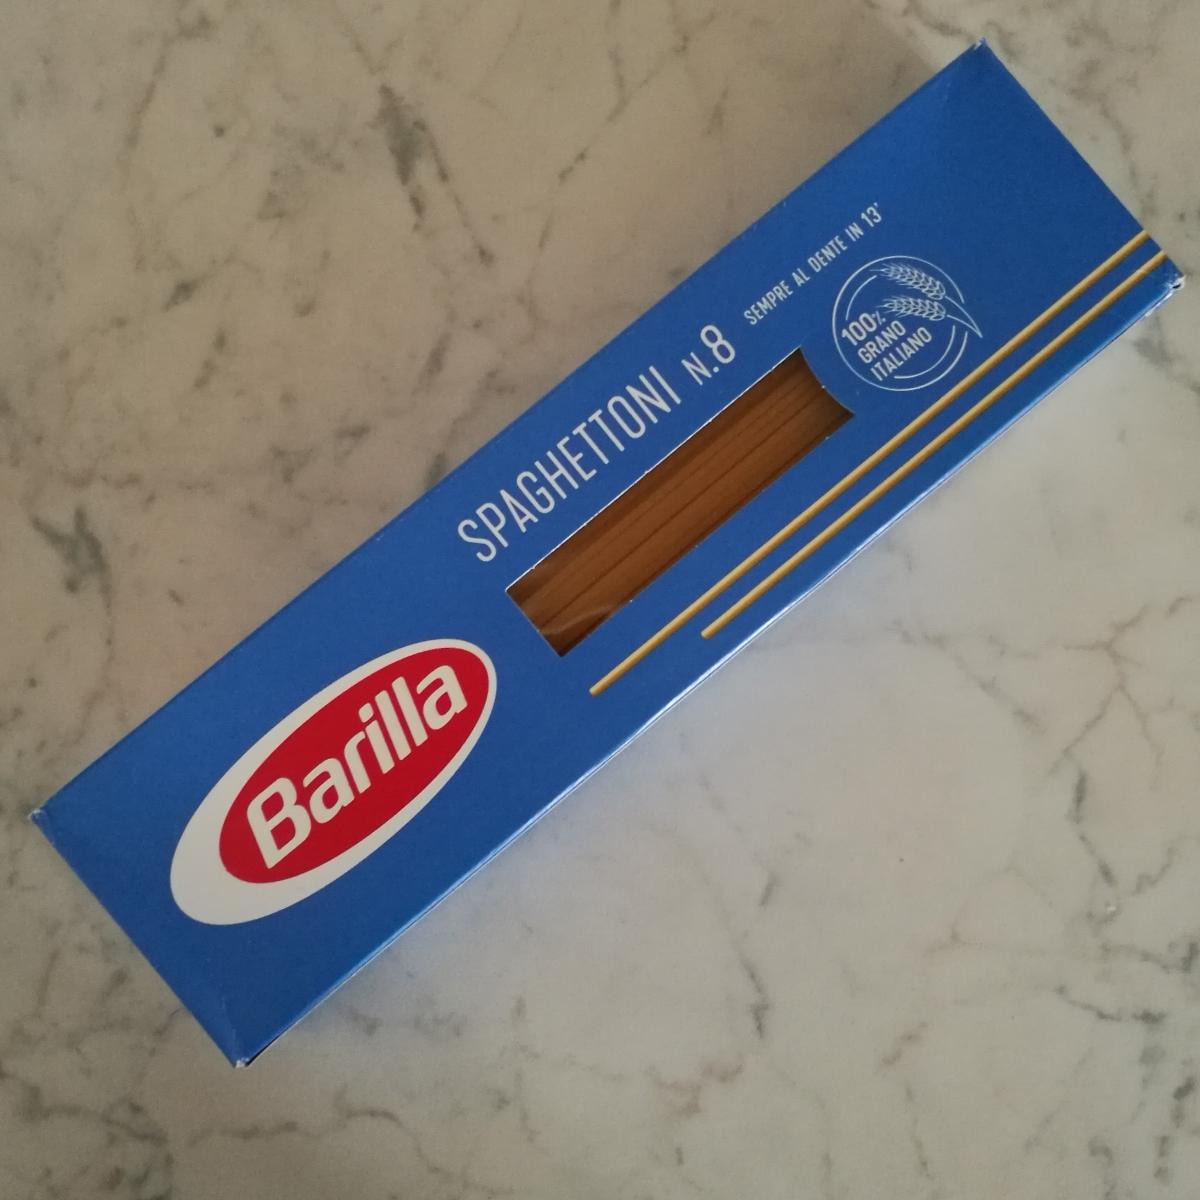 Barilla
SPAGHETTONI N.8
SEMPRE AL DENTE IN 13'
100%
GRANO
ITALIANO